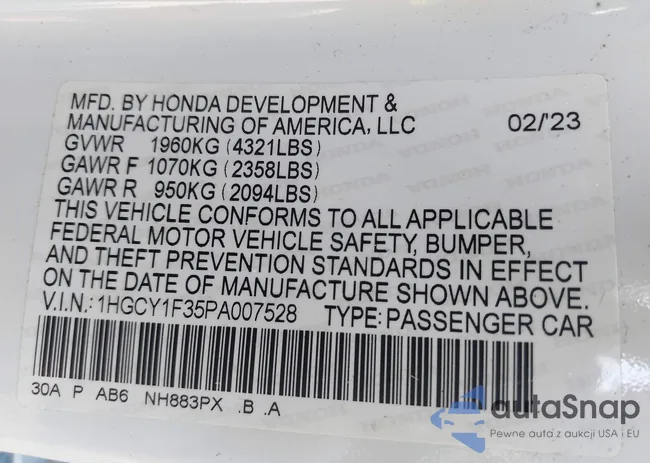 MFD. BY HONDA DEVELOPMENT &
MANUFACTURING OF AMERICA, LLC 02/'23
GVWR 1960KG (4321LBS)
GAWR F 1070KG (2358LBS)
GAWR R 950KG (2094LBS)
THIS VEHICLE CONFORMS TO ALL APPLICABLE
FEDERAL MOTOR VEHICLE SAFETY, BUMPER,
AND THEFT PREVENTION STANDARDS IN EFFECT
ON THE DATE OF MANUFACTURE SHOWN ABOVE.
V.I.N.: 1HGCY1F35PA007528 TYPE: PASSENGER CAR
30A P AB6 NH883PX .B .A
autaSnap
Pewne auta z aukcji USA i EU